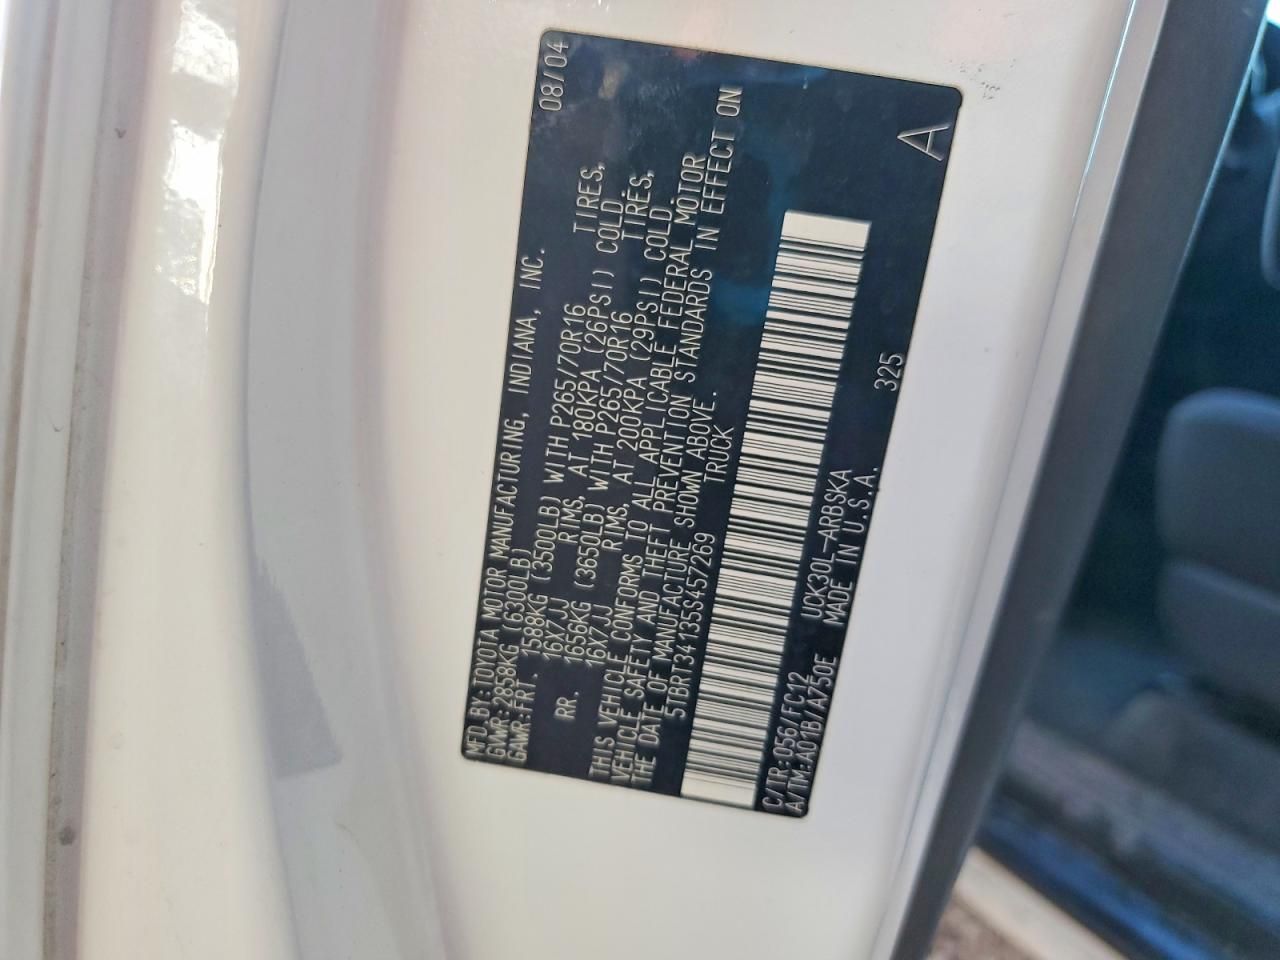 MFD.BY:TOYOTA MOTOR MANUFACTURING, INDIANA, INC. 08/04
GVWR:2858KG (6300LB)
GAWR:FRT. 1588KG (3500LB) WITH P265/70R16 TIRES,
16X7JJ RIMS, AT 180KPA (26PSI) COLD.
RR. 1656KG (3650LB) WITH P265/70R16 TIRES,
16X7JJ RIMS, AT 200KPA (29PSI) COLD.
THIS VEHICLE CONFORMS TO ALL APPLICABLE FEDERAL MOTOR
VEHICLE SAFETY AND THEFT PREVENTION STANDARDS IN EFFECT ON
THE DATE OF MANUFACTURE SHOWN ABOVE.
5TBRT34135S457269 TRUCK
C/TR:056/FC12 UCK30L-ARBSKA 325 A
A/TM:A01B/A750E MADE IN U.S.A.